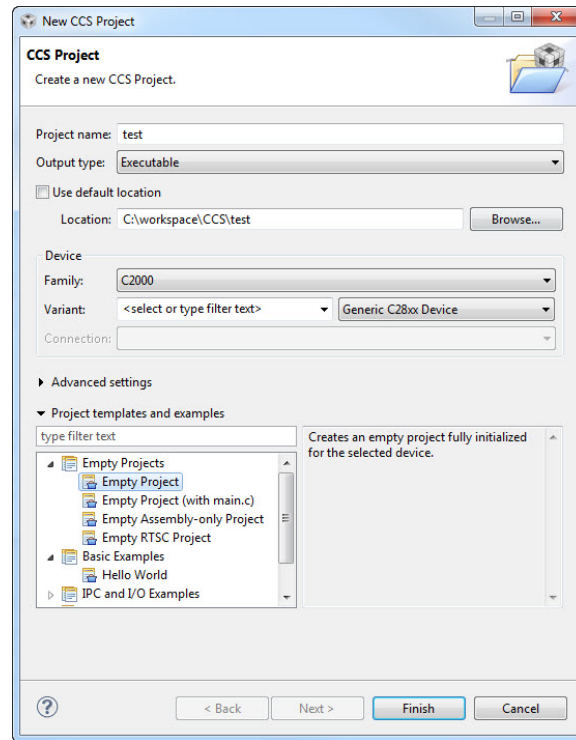 New CCS Project
CCS Project
Create a new CCS Project.
Project name: test
Output type: Executable
Use default location
Location: C:\workspace\CCS\test Browse...
Device
Family: C2000
Variant: <select or type filter text> Generic C28xx Device
Connection:
Advanced settings
Project templates and examples
type filter text
Creates an empty project fully initialized
for the selected device.
Empty Projects
Empty Project
Empty Project (with main.c)
Empty Assembly-only Project
Empty RTSC Project
Basic Examples
Hello World
IPC and I/O Examples
? < Back Next > Finish Cancel